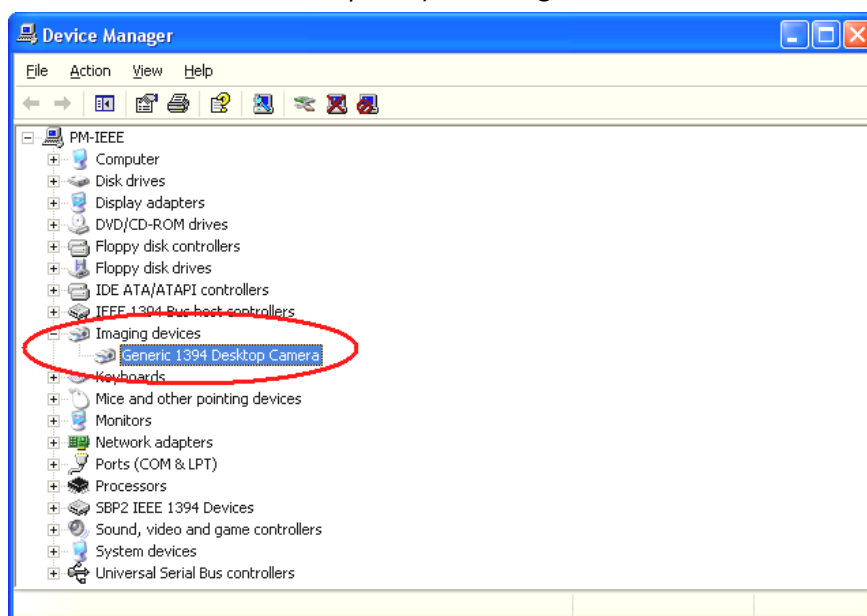 Device Manager
File Action View Help
PM-IEEE
Computer
Disk drives
Display adapters
DVD/CD-ROM drives
Floppy disk controllers
Floppy disk drives
IDE ATA/ATAPI controllers
IEEE 1394 Bus host controllers
Imaging devices
Generic 1394 Desktop Camera
Keyboards
Mice and other pointing devices
Monitors
Network adapters
Ports (COM & LPT)
Processors
SBP2 IEEE 1394 Devices
Sound, video and game controllers
System devices
Universal Serial Bus controllers